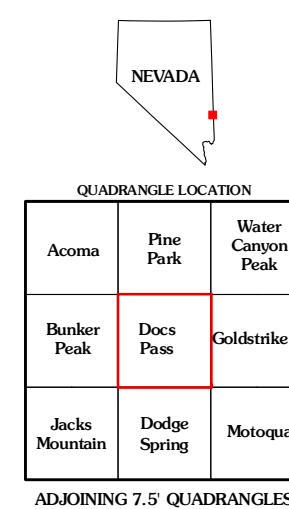 NEVADA
QUADRANGLE LOCATION
Acoma
Pine
Park
Water
Canyon
Peak
Bunker
Peak
Docs
Pass
Goldstrike
Jacks
Mountain
Dodge
Spring
Motoqua
ADJOINING 7.5' QUADRANGLES